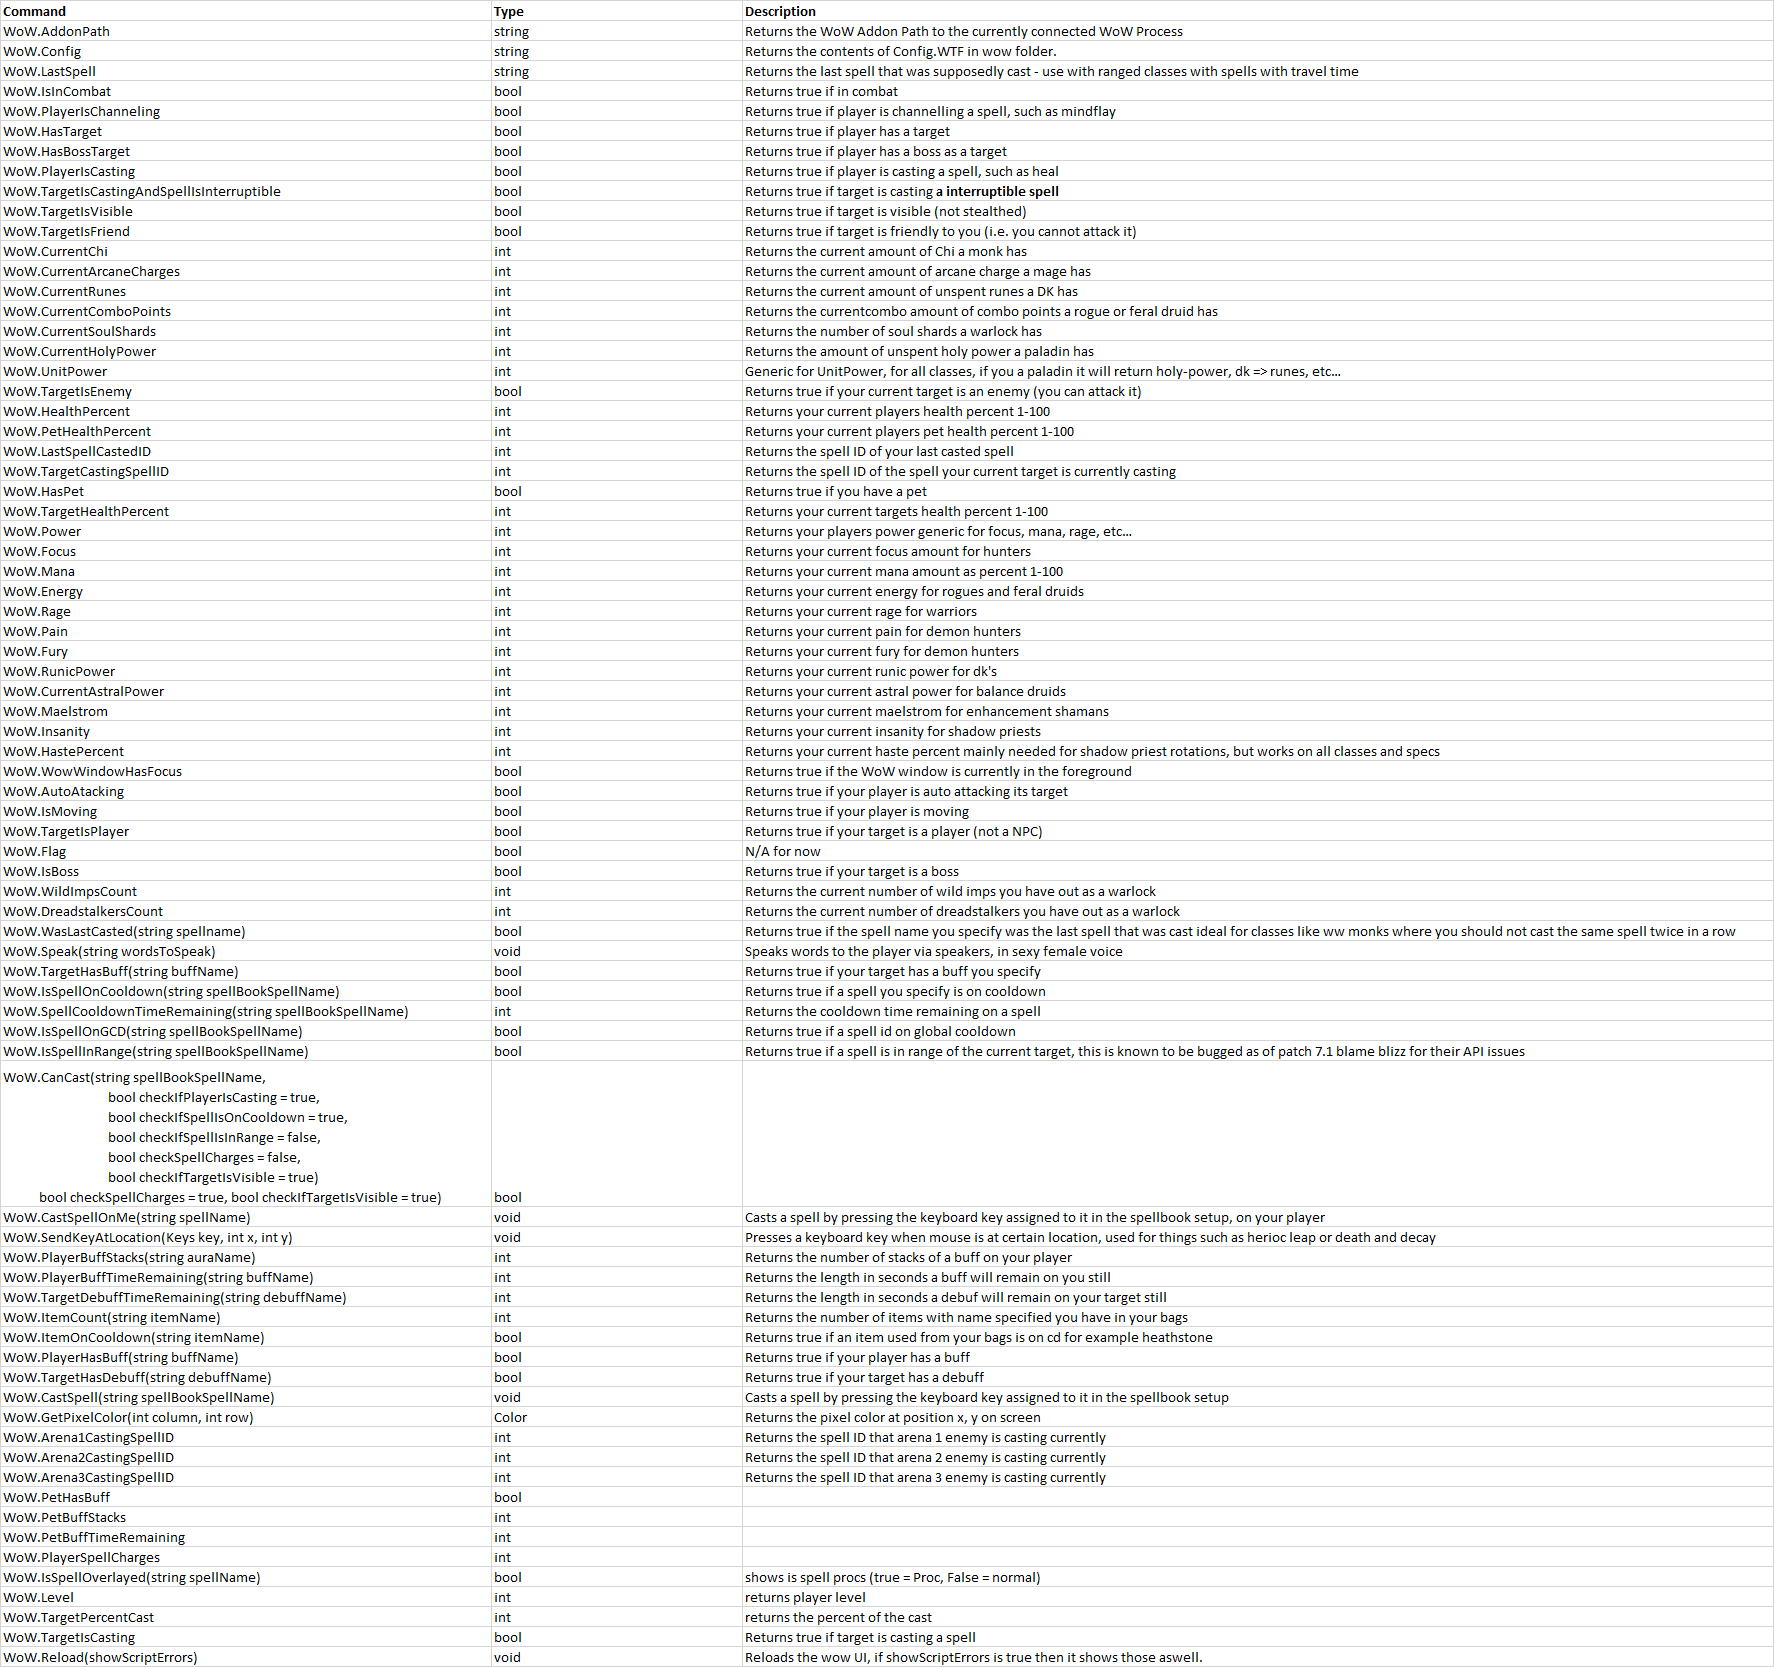 Command Type Description
WoW.AddonPath string Returns the WoW Addon Path to the currently connected WoW Process
WoW.Config string Returns the contents of Config.WTF in wow folder.
WoW.LastSpell string Returns the last spell that was supposedly cast - use with ranged classes with spells with travel time
WoW.IsInCombat bool Returns true if in combat
WoW.PlayerIsChanneling bool Returns true if player is channelling a spell, such as mindflay
WoW.HasTarget bool Returns true if player has a target
WoW.HasBossTarget bool Returns true if player has a boss as a target
WoW.PlayerIsCasting bool Returns true if player is casting a spell, such as heal
WoW.TargetIsCastingAndSpellIsInterruptible bool Returns true if target is casting a interruptible spell
WoW.TargetIsVisible bool Returns true if target is visible (not stealthed)
WoW.TargetIsFriend bool Returns true if target is friendly to you (i.e. you cannot attack it)
WoW.CurrentChi int Returns the current amount of Chi a monk has
WoW.CurrentArcaneCharges int Returns the current amount of arcane charge a mage has
WoW.CurrentRunes int Returns the current amount of unspent runes a DK has
WoW.CurrentComboPoints int Returns the currentcombo amount of combo points a rogue or feral druid has
WoW.CurrentSoulShards int Returns the number of soul shards a warlock has
WoW.CurrentHolyPower int Returns the amount of unspent holy power a paladin has
WoW.UnitPower int Generic for UnitPower, for all classes, if you a paladin it will return holy-power, dk => runes, etc...
WoW.TargetIsEnemy bool Returns true if your current target is an enemy (you can attack it)
WoW.HealthPercent int Returns your current players health percent 1-100
WoW.PetHealthPercent int Returns your current players pet health percent 1-100
WoW.LastSpellCastedID int Returns the spell ID of your last casted spell
WoW.TargetCastingSpellID int Returns the spell ID of the spell your current target is currently casting
WoW.HasPet bool Returns true if you have a pet
WoW.TargetHealthPercent int Returns your current targets health percent 1-100
WoW.Power int Returns your players power generic for focus, mana, rage, etc...
WoW.Focus int Returns your current focus amount for hunters
WoW.Mana int Returns your current mana amount as percent 1-100
WoW.Energy int Returns your current energy for rogues and feral druids
WoW.Rage int Returns your current rage for warriors
WoW.Pain int Returns your current pain for demon hunters
WoW.Fury int Returns your current fury for demon hunters
WoW.RunicPower int Returns your current runic power for dk's
WoW.CurrentAstralPower int Returns your current astral power for balance druids
WoW.Maelstrom int Returns your current maelstrom for enhancement shamans
WoW.Insanity int Returns your current insanity for shadow priests
WoW.HastePercent int Returns your current haste percent mainly needed for shadow priest rotations, but works on all classes and specs
WoW.WowWindowHasFocus bool Returns true if the WoW window is currently in the foreground
WoW.AutoAtacking bool Returns true if your player is auto attacking its target
WoW.IsMoving bool Returns true if your player is moving
WoW.TargetIsPlayer bool Returns true if your target is a player (not a NPC)
WoW.Flag bool N/A for now
WoW.IsBoss bool Returns true if your target is a boss
WoW.WildImpsCount int Returns the current number of wild imps you have out as a warlock
WoW.DreadstalkersCount int Returns the current number of dreadstalkers you have out as a warlock
WoW.WasLastCasted(string spellname) bool Returns true if the spell name you specify was the last spell that was cast ideal for classes like ww monks where you should not cast the same spell twice in a row
WoW.Speak(string wordsToSpeak) void Speaks words to the player via speakers, in sexy female voice
WoW.TargetHasBuff(string buffName) bool Returns true if your target has a buff you specify
WoW.IsSpellOnCooldown(string spellBookSpellName) bool Returns true if a spell you specify is on cooldown
WoW.SpellCooldownTimeRemaining(string spellBookSpellName) int Returns the cooldown time remaining on a spell
WoW.IsSpellOnGCD(string spellBookSpellName) bool Returns true if a spell id on global cooldown
WoW.IsSpellInRange(string spellBookSpellName) bool Returns true if a spell is in range of the current target, this is known to be bugged as of patch 7.1 blame blizz for their API issues
WoW.CanCast(string spellBookSpellName,
bool checkIfPlayerIsCasting = true,
bool checkIfSpellIsOnCooldown = true,
bool checkIfSpellIsInRange = false,
bool checkSpellCharges = false,
bool checkIfTargetIsVisible = true)
bool checkSpellCharges = true, bool checkIfTargetIsVisible = true) bool
WoW.CastSpellOnMe(string spellName) void Casts a spell by pressing the keyboard key assigned to it in the spellbook setup, on your player
WoW.SendKeyAtLocation(Keys key, int x, int y) void Presses a keyboard key when mouse is at certain location, used for things such as herioc leap or death and decay
WoW.PlayerBuffStacks(string auraName) int Returns the number of stacks of a buff on your player
WoW.PlayerBuffTimeRemaining(string buffName) int Returns the length in seconds a buff will remain on you still
WoW.TargetDebuffTimeRemaining(string debuffName) int Returns the length in seconds a debuf will remain on your target still
WoW.ItemCount(string itemName) int Returns the number of items with name specified you have in your bags
WoW.ItemOnCooldown(string itemName) bool Returns true if an item used from your bags is on cd for example heathstone
WoW.PlayerHasBuff(string buffName) bool Returns true if your player has a buff
WoW.TargetHasDebuff(string debuffName) bool Returns true if your target has a debuff
WoW.CastSpell(string spellBookSpellName) void Casts a spell by pressing the keyboard key assigned to it in the spellbook setup
WoW.GetPixelColor(int column, int row) Color Returns the pixel color at position x, y on screen
WoW.Arena1CastingSpellID int Returns the spell ID that arena 1 enemy is casting currently
WoW.Arena2CastingSpellID int Returns the spell ID that arena 2 enemy is casting currently
WoW.Arena3CastingSpellID int Returns the spell ID that arena 3 enemy is casting currently
WoW.PetHasBuff bool
WoW.PetBuffStacks int
WoW.PetBuffTimeRemaining int
WoW.PlayerSpellCharges int
WoW.IsSpellOverlayed(string spellName) bool shows is spell procs (true = Proc, False = normal)
WoW.Level int returns player level
WoW.TargetPercentCast int returns the percent of the cast
WoW.TargetIsCasting bool Returns true if target is casting a spell
WoW.Reload(showScriptErrors) void Reloads the wow UI, if showScriptErrors is true then it shows those aswell.